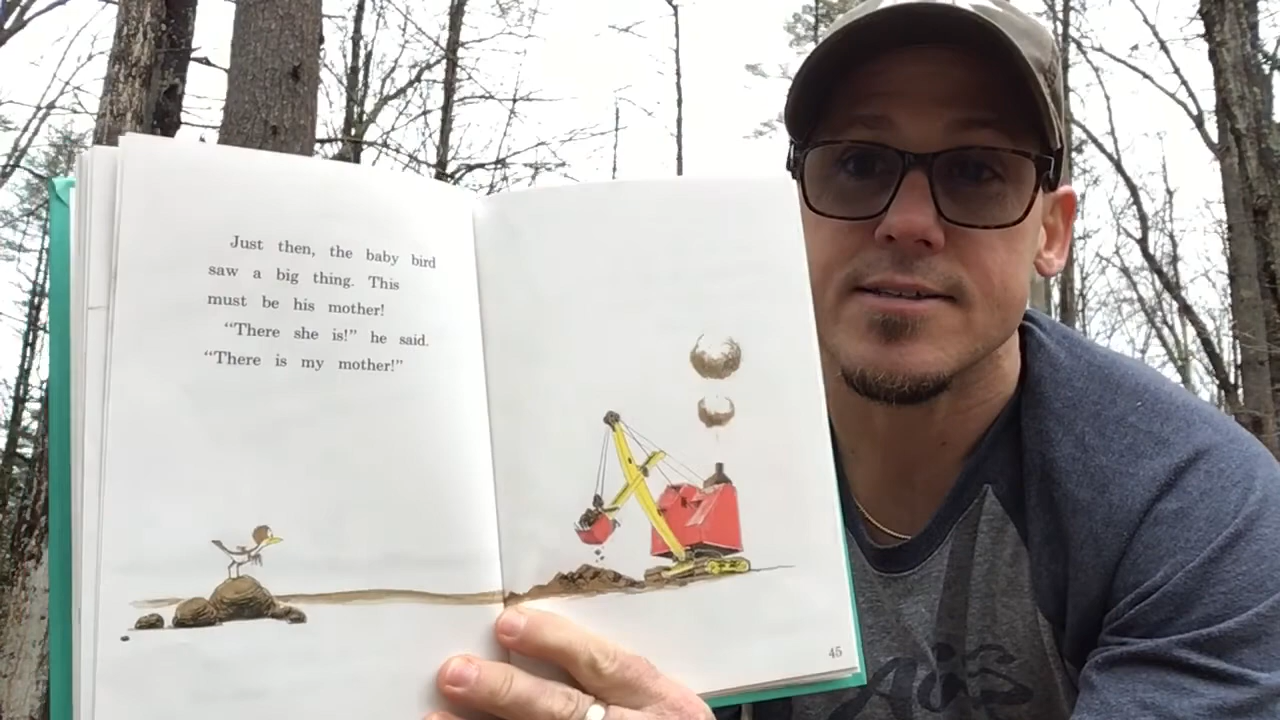 Just then, the baby bird
saw a big thing. This
must be his mother!
“There she is!” he said.
“There is my mother!”
45